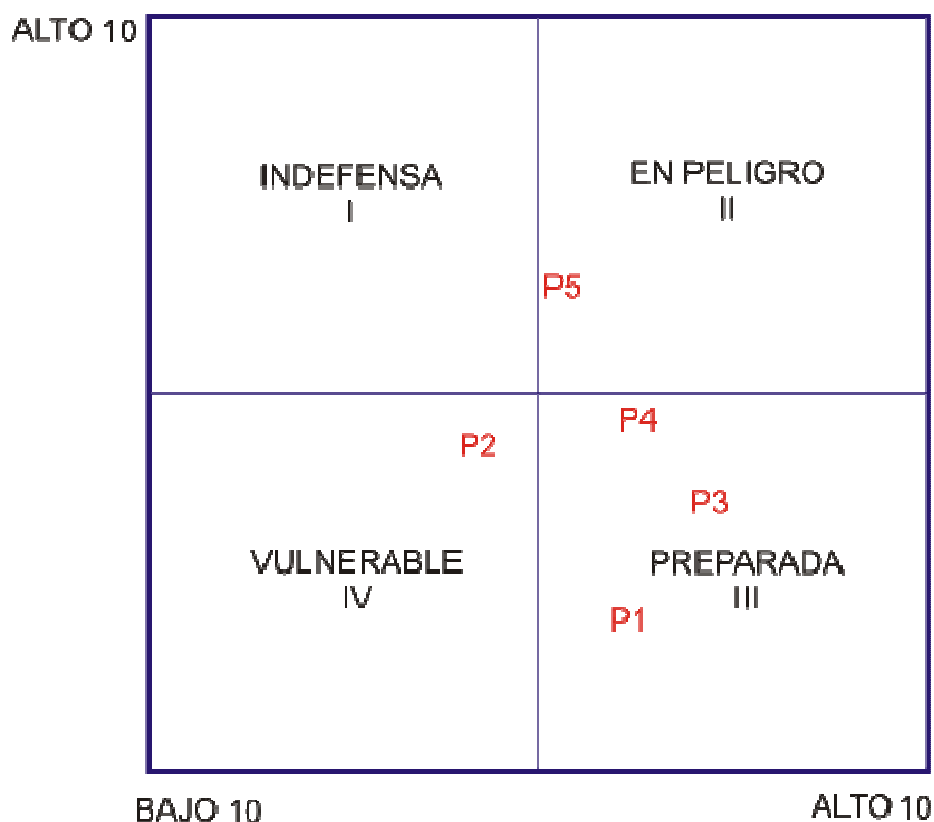 ALTO 10
INDEFENSA
I
EN PELIGRO
II
P5
P4
P2
P3
VULNERABLE
IV
PREPARADA
III
P1
BAJO 10
ALTO 10